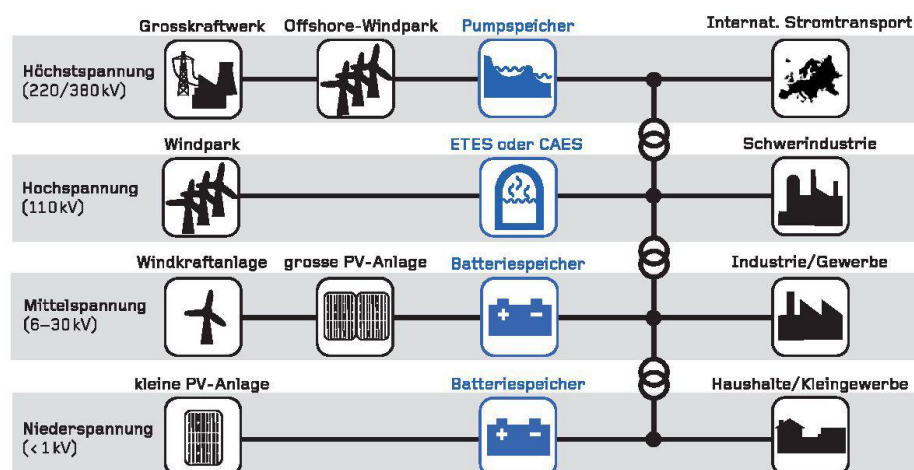 Grosskraftwerk Offshore-Windpark Pumpspeicher Internat. Stromtransport
Höchstspannung
(220/380kV)
Windpark ETES oder CAES Schwerindustrie
Hochspannung
(110kV)
Windkraftanlage grosse PV-Anlage Batteriespeicher Industrie/Gewerbe
Mittelspannung
(6–30kV)
+ −
kleine PV-Anlage Batteriespeicher Haushalte/Kleingewerbe
Niederspannung
(<1kV)
+ −